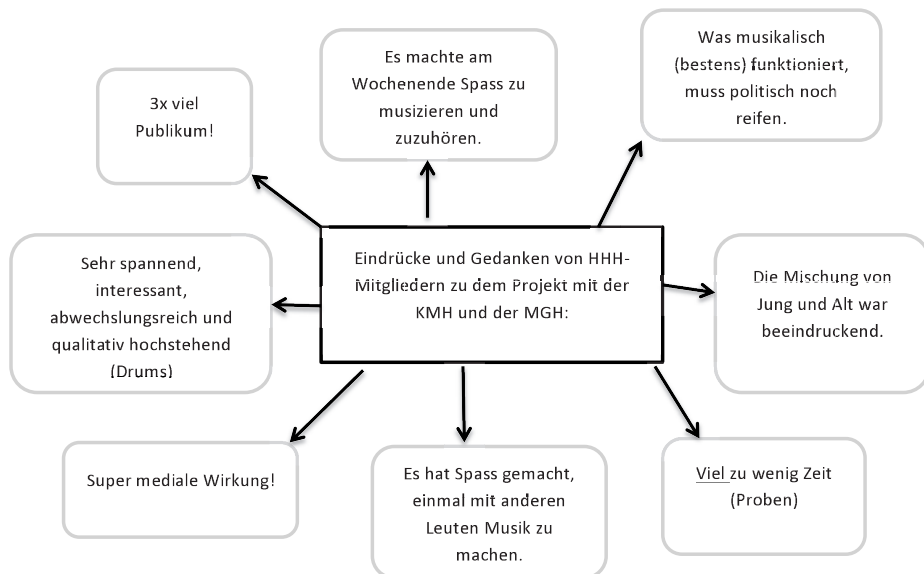 3x viel
Publikum!
Es machte am
Wochenende Spass zu
musizieren und
zuzuhören.
Was musikalisch
(bestens) funktioniert,
muss politisch noch
reifen.
Sehr spannend,
interessant,
abwechslungsreich und
qualitativ hochstehend
(Drums)
Eindrücke und Gedanken von HHH-
Mitgliedern zu dem Projekt mit der
KMH und der MGH:
Die Mischung von
Jung und Alt war
beeindruckend.
Super mediale Wirkung!
Es hat Spass gemacht,
einmal mit anderen
Leuten Musik zu
machen.
Viel zu wenig Zeit
(Proben)